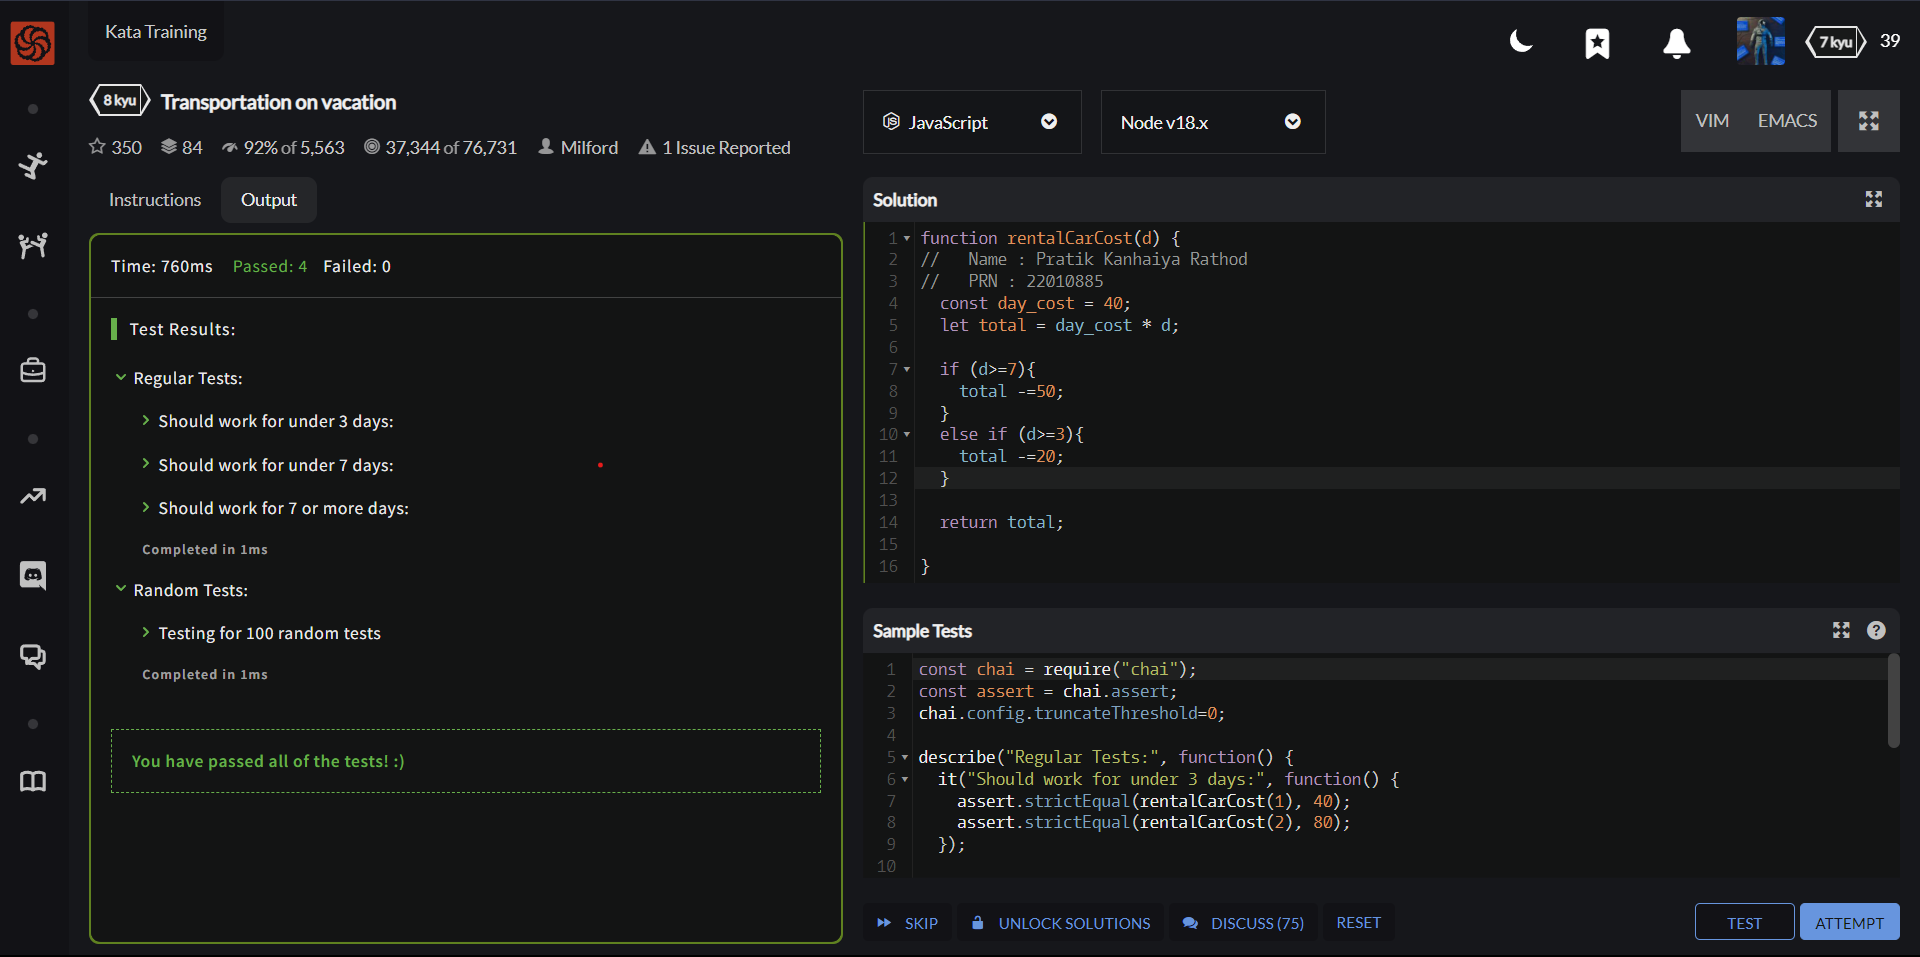 Kata Training
7 kyu 39
8 kyu Transportation on vacation
350 84 92% of 5,563 37,344 of 76,731 Milford 1 Issue Reported
Instructions Output
Time: 760ms Passed: 4 Failed: 0
Test Results:
Regular Tests:
Should work for under 3 days:
Should work for under 7 days:
Should work for 7 or more days:
Completed in 1ms
Random Tests:
Testing for 100 random tests
Completed in 1ms
You have passed all of the tests! :)
JavaScript Node v18.x VIM EMACS
Solution
1 function rentalCarCost(d) {
2 //   Name : Pratik Kanhaiya Rathod
3 //   PRN : 22010885
4   const day_cost = 40;
5   let total = day_cost * d;
6
7   if (d>=7){
8     total -=50;
9   }
10   else if (d>=3){
11     total -=20;
12   }
13
14   return total;
15
16 }
Sample Tests
1 const chai = require("chai");
2 const assert = chai.assert;
3 chai.config.truncateThreshold=0;
4
5 describe("Regular Tests:", function() {
6   it("Should work for under 3 days:", function() {
7     assert.strictEqual(rentalCarCost(1), 40);
8     assert.strictEqual(rentalCarCost(2), 80);
9   });
10
SKIP UNLOCK SOLUTIONS DISCUSS (75) RESET TEST ATTEMPT